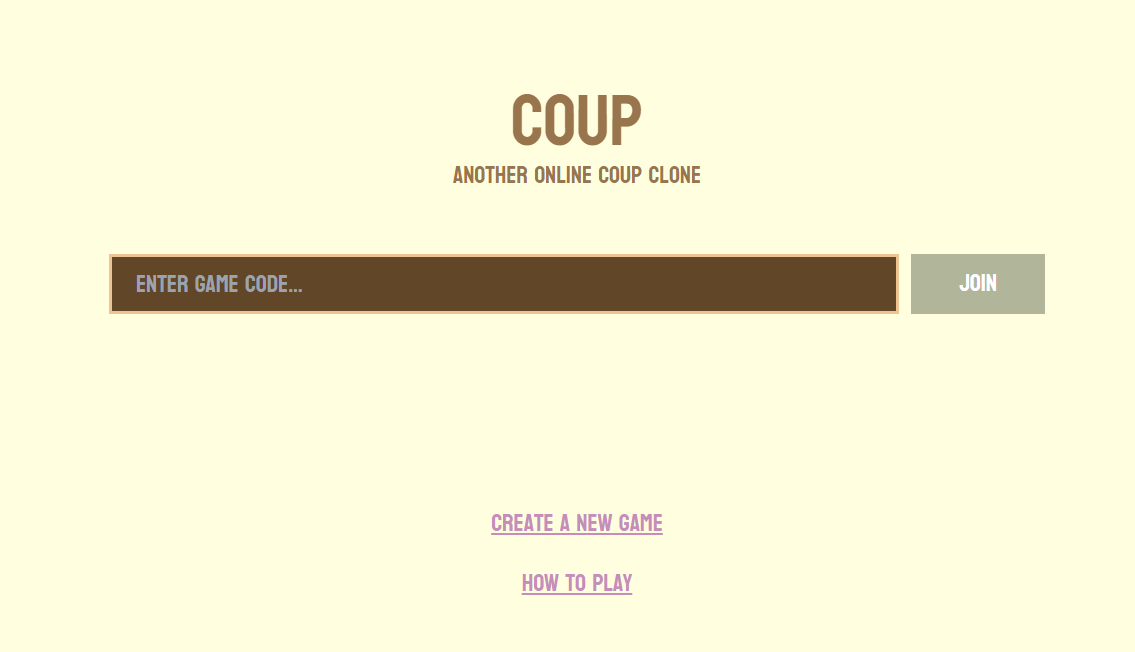 COUP
ANOTHER ONLINE COUP CLONE
ENTER GAME CODE...
JOIN
CREATE A NEW GAME
HOW TO PLAY